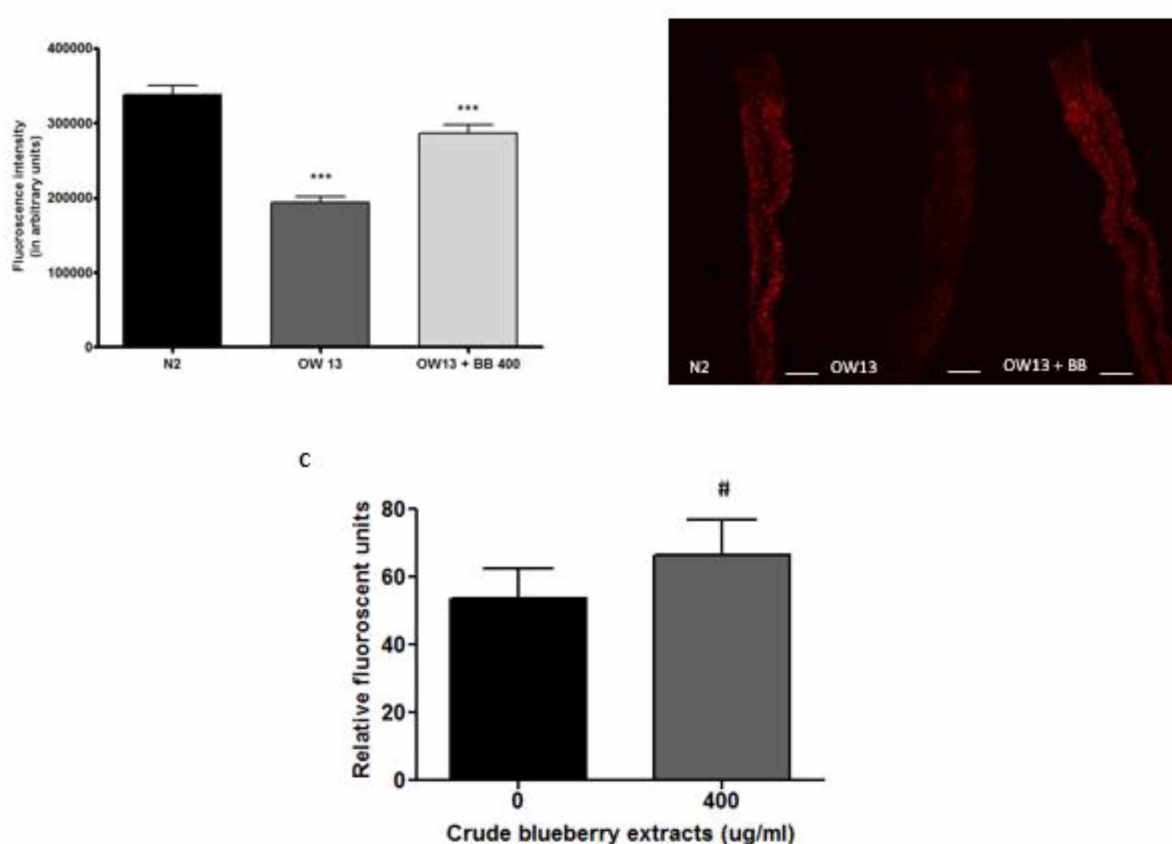 400000
300000
200000
100000
0
Fluoroscence intensity
(in arbitrary units)
***
***
N2
OW 13
OW13 + BB 400
N2
OW13
OW13 + BB
C
#
80
60
40
20
0
Relative fluoroscent units
0
400
Crude blueberry extracts (ug/ml)